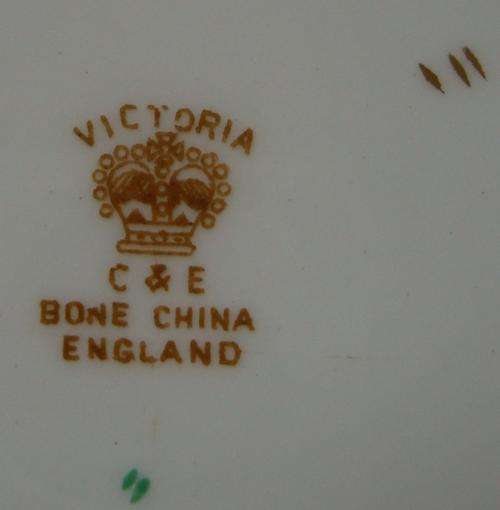 VICTORIA
C & E
BONE CHINA
ENGLAND